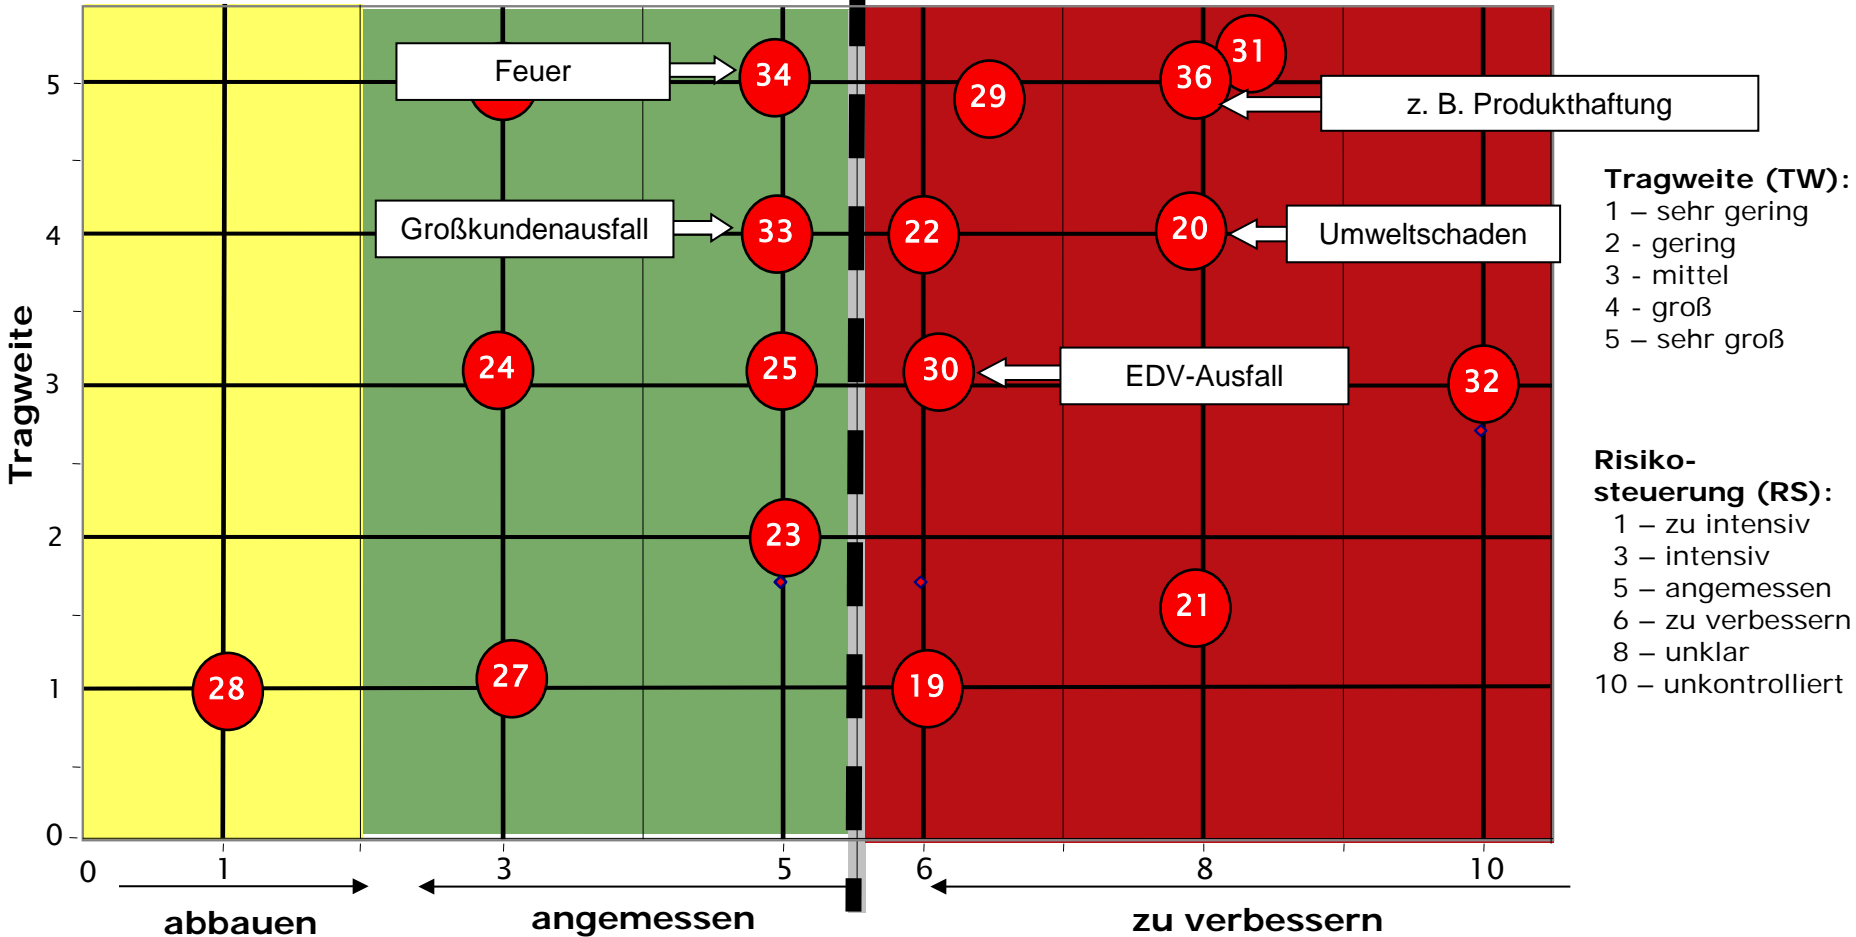 31
Feuer
34
36
5
29
z. B. Produkthaftung
Tragweite (TW):
1 – sehr gering
2 - gering
3 - mittel
4 - groß
5 – sehr groß
Großkundenausfall
33
22
20
Umweltschaden
4
24
25
30
EDV-Ausfall
32
3
Tragweite
Risiko-
steuerung (RS):
1 – zu intensiv
3 – intensiv
5 – angemessen
6 – zu verbessern
8 – unklar
10 – unkontrolliert
23
2
21
28
27
19
1
0
0
1
3
5
6
8
10
abbauen
angemessen
zu verbessern